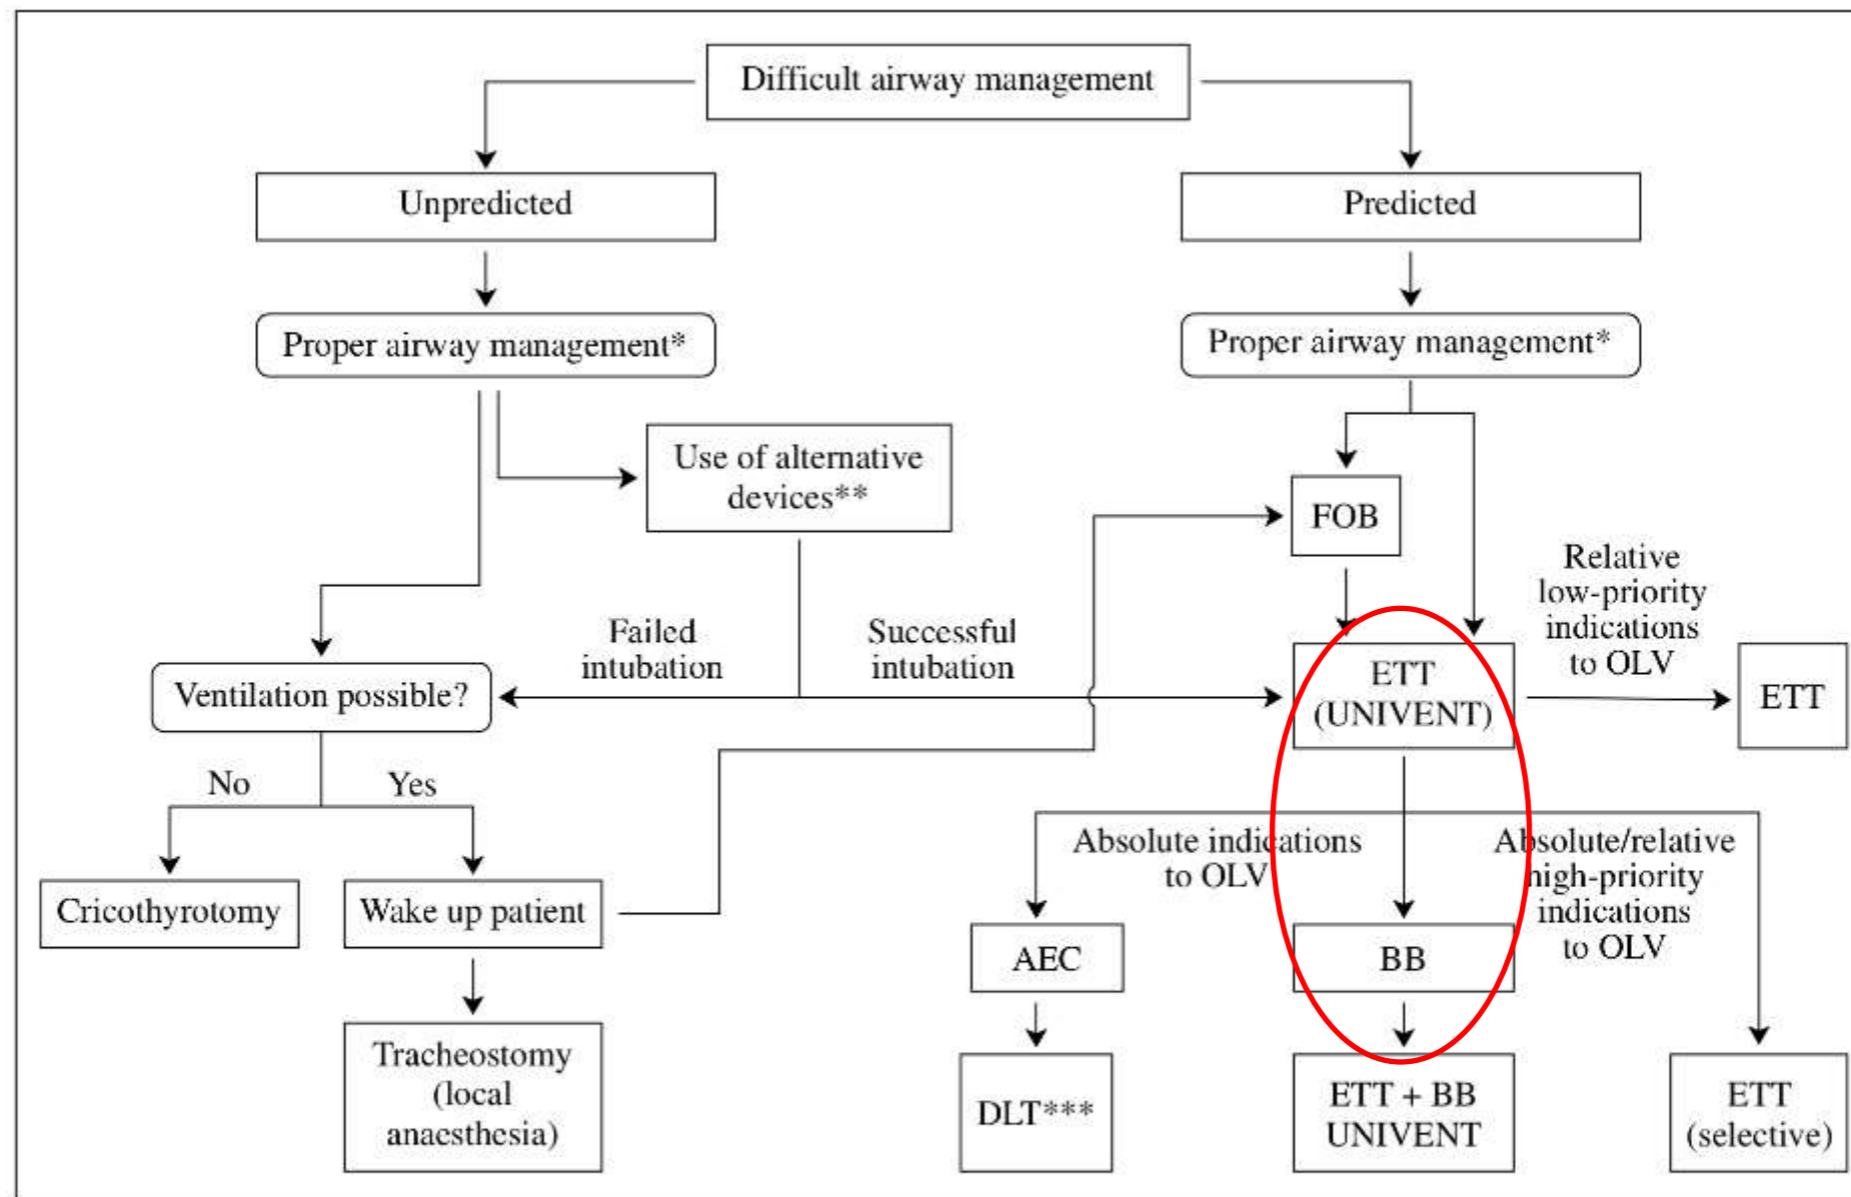 Difficult airway management
Unpredicted
Predicted
Proper airway management*
Proper airway management*
Use of alternative
devices**
FOB
Relative
low-priority
indications
to OLV
Failed
intubation
Successful
intubation
Ventilation possible?
ETT
(UNIVENT)
ETT
No
Yes
Absolute indications
to OLV
Absolute/relative
high-priority
indications
to OLV
Cricothyrotomy
Wake up patient
AEC
BB
Tracheostomy
(local
anaesthesia)
DLT***
ETT + BB
UNIVENT
ETT
(selective)